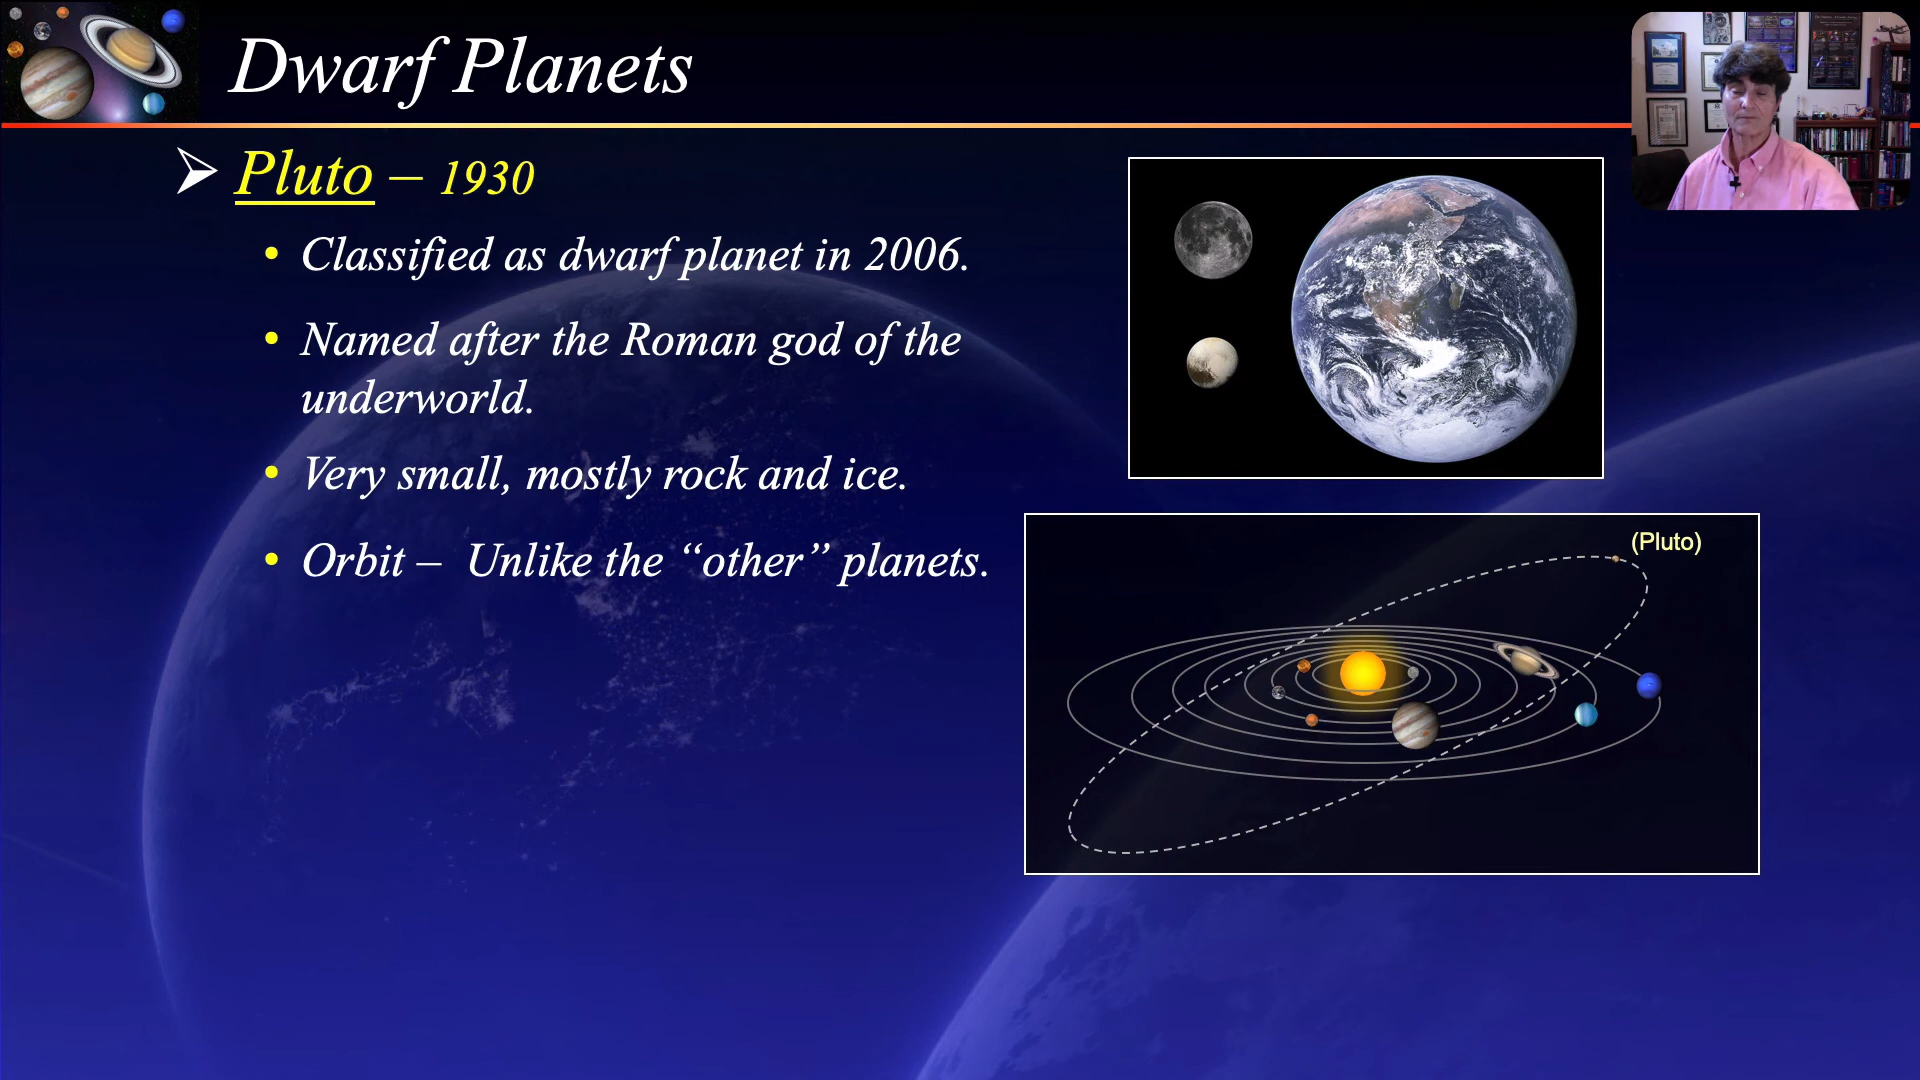 Dwarf Planets
➢ Pluto – 1930
• Classified as dwarf planet in 2006.
• Named after the Roman god of the
underworld.
• Very small, mostly rock and ice.
• Orbit – Unlike the “other” planets.
(Pluto)